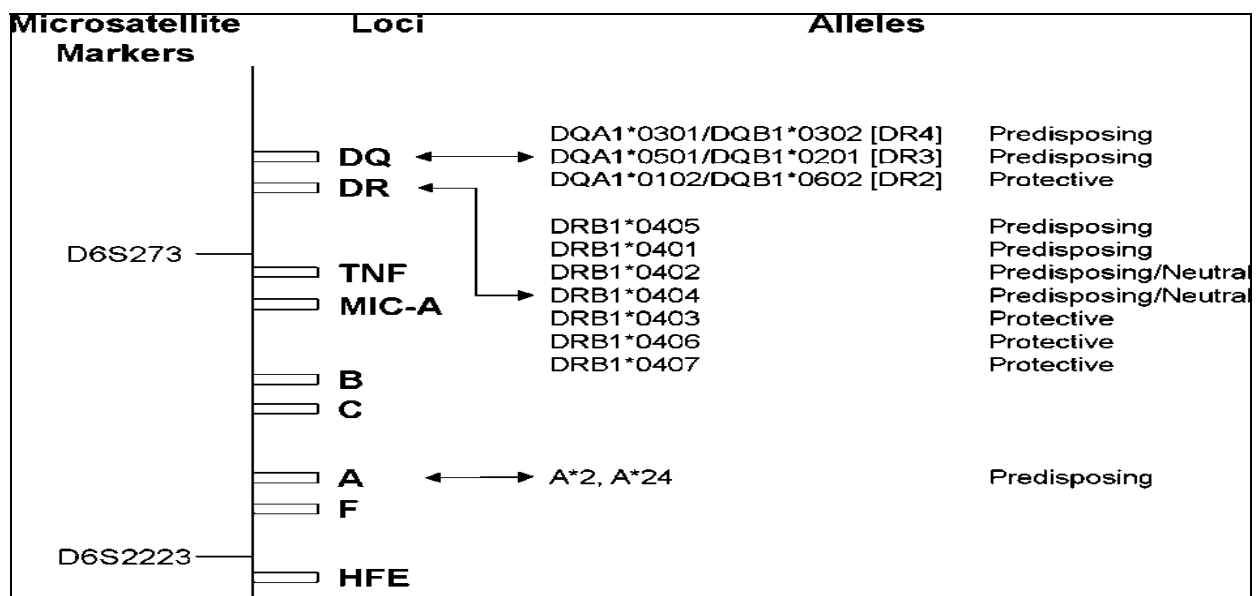 Microsatellite Markers Loci Alleles
DQA1*0301/DQB1*0302 [DR4] Predisposing
DQ DQA1*0501/DQB1*0201 [DR3] Predisposing
DQA1*0102/DQB1*0602 [DR2] Protective
DR
DRB1*0405 Predisposing
D6S273
DRB1*0401 Predisposing
TNF DRB1*0402 Predisposing/Neutral
MIC-A DRB1*0404 Predisposing/Neutral
DRB1*0403 Protective
DRB1*0406 Protective
DRB1*0407 Protective
B
C
A A*2, A*24 Predisposing
F
D6S2223
HFE